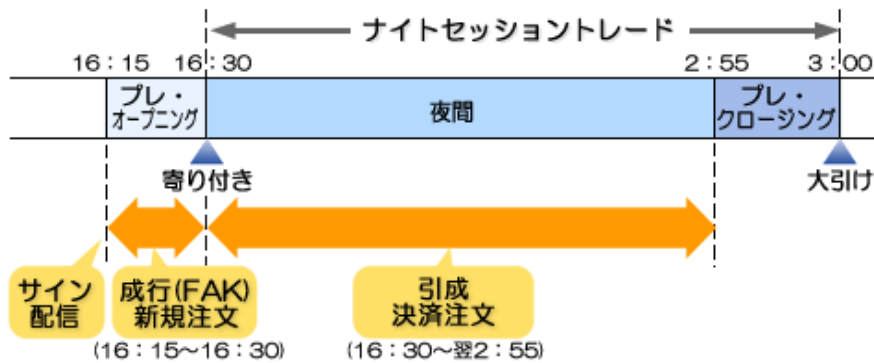 ナイトセッショントレード
16:15 16:30 2:55 3:00
プレ・
オープニング
夜間
プレ・
クロージング
寄り付き
大引け
サイン
配信
成行(FAK)
新規注文
(16:15～16:30)
引成
決済注文
(16:30～翌2:55)